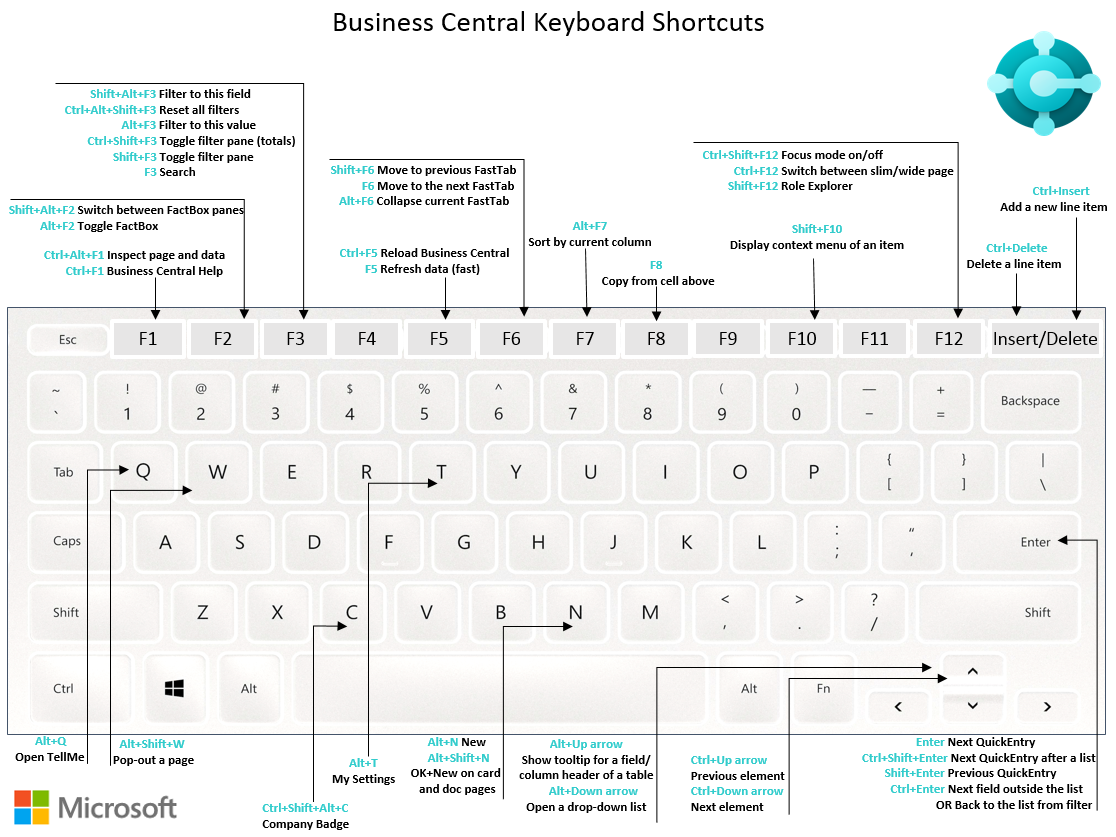 Business Central Keyboard Shortcuts
Shift+Alt+F3 Filter to this field
Ctrl+Alt+Shift+F3 Reset all filters
Alt+F3 Filter to this value
Ctrl+Shift+F3 Toggle filter pane (totals)
Shift+F3 Toggle filter pane
F3 Search
Shift+Alt+F2 Switch between FactBox panes
Alt+F2 Toggle FactBox
Ctrl+Alt+F1 Inspect page and data
Ctrl+F1 Business Central Help
Shift+F6 Move to previous FastTab
F6 Move to the next FastTab
Alt+F6 Collapse current FastTab
Ctrl+F5 Reload Business Central
F5 Refresh data (fast)
Alt+F7
Sort by current column
F8
Copy from cell above
Ctrl+Shift+F12 Focus mode on/off
Ctrl+F12 Switch between slim/wide page
Shift+F12 Role Explorer
Shift+F10
Display context menu of an item
Ctrl+Insert
Add a new line item
Ctrl+Delete
Delete a line item
Esc F1 F2 F3 F4 F5 F6 F7 F8 F9 F10 F11 F12 Insert/Delete
~ ! @ # $ % ^ & * ( ) — +
` 1 2 3 4 5 6 7 8 9 0 – = Backspace
Tab Q W E R T Y U I O P { } |
[ ] \
Caps A S D F G H J K L : “ Enter
; ‘
Shift Z X C V B N M < > ? Shift
, . /
Ctrl Alt Alt Fn
Alt+Q
Open TellMe
Alt+Shift+W
Pop-out a page
Ctrl+Shift+Alt+C
Company Badge
Alt+T
My Settings
Alt+N New
Alt+Shift+N
OK+New on card
and doc pages
Alt+Up arrow
Show tooltip for a field/
column header of a table
Alt+Down arrow
Open a drop-down list
Ctrl+Up arrow
Previous element
Ctrl+Down arrow
Next element
Enter Next QuickEntry
Ctrl+Shift+Enter Next QuickEntry after a list
Shift+Enter Previous QuickEntry
Ctrl+Enter Next field outside the list
OR Back to the list from filter
Microsoft